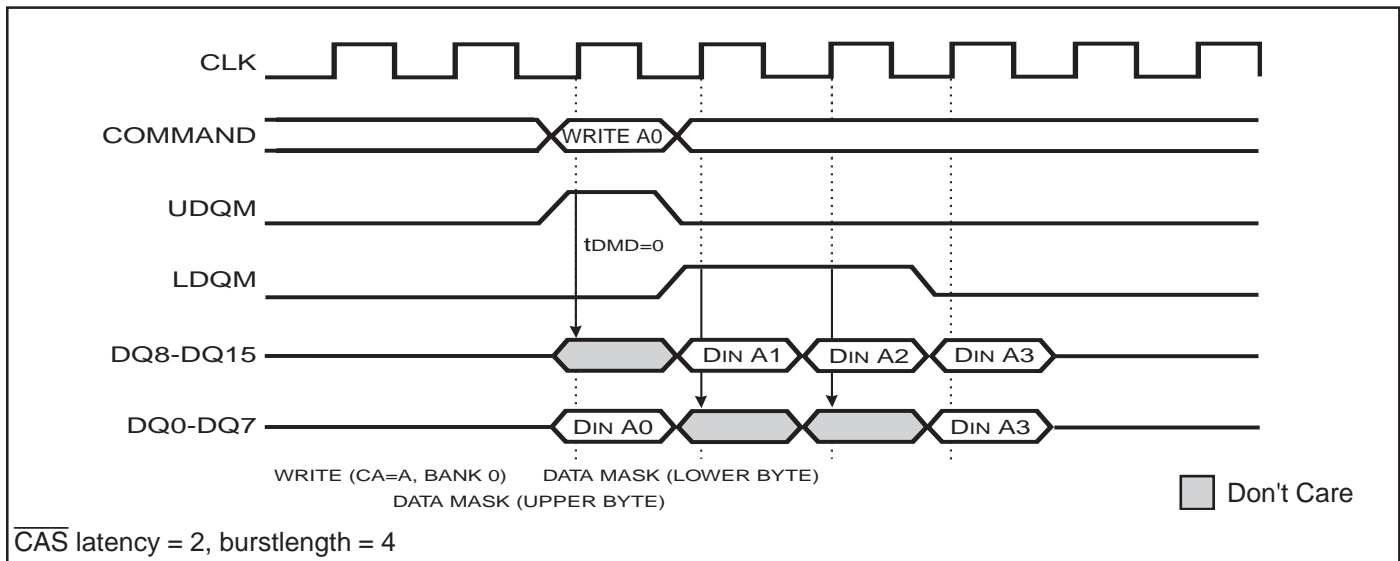 CLK
COMMAND WRITE A0
UDQM
tDMD=0
LDQM
DQ8-DQ15 DIN A1 DIN A2 DIN A3
DQ0-DQ7 DIN A0 DIN A3
WRITE (CA=A, BANK 0) DATA MASK (LOWER BYTE)
DATA MASK (UPPER BYTE)
Don't Care
CAS latency = 2, burstlength = 4